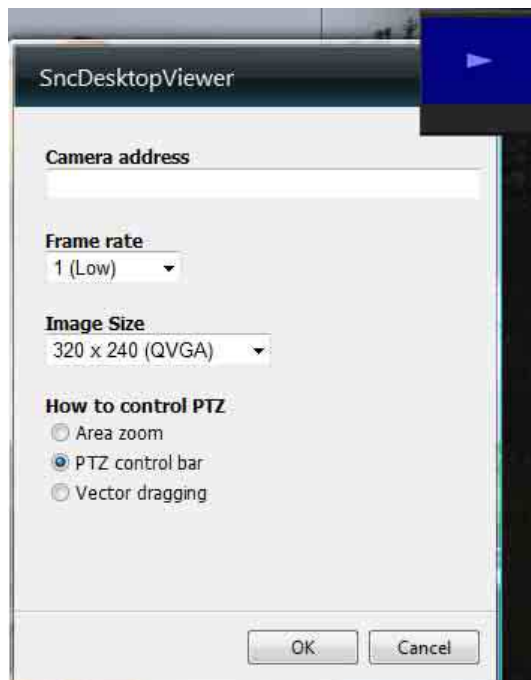 SncDesktopViewer
Camera address
Frame rate
1 (Low)
Image Size
320 x 240 (QVGA)
How to control PTZ
Area zoom
PTZ control bar
Vector dragging
OK
Cancel